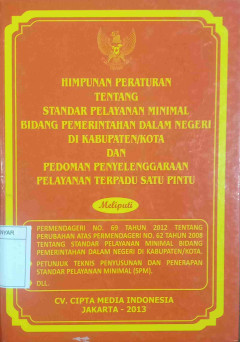 HIMPUNAN PERATURAN
TENTANG
STANDAR PELAYANAN MINIMAL
BIDANG PEMERINTAHAN DALAM NEGERI
DI KABUPATEN/KOTA
DAN
PEDOMAN PENYELENGGARAAN
PELAYANAN TERPADU SATU PINTU
Meliputi
PERMENDAGERI NO. 69 TAHUN 2012 TENTANG
PERUBAHAN ATAS PERMENDAGERI NO. 62 TAHUN 2008
TENTANG STANDAR PELAYANAN MINIMAL BIDANG
PEMERINTAHAN DALAM NEGERI DI KABUPATEN/KOTA.
PETUNJUK TEKNIS PENYUSUNAN DAN PENERAPAN
STANDAR PELAYANAN MINIMAL (SPM).
DLL.
CV. CIPTA MEDIA INDONESIA
JAKARTA - 2013